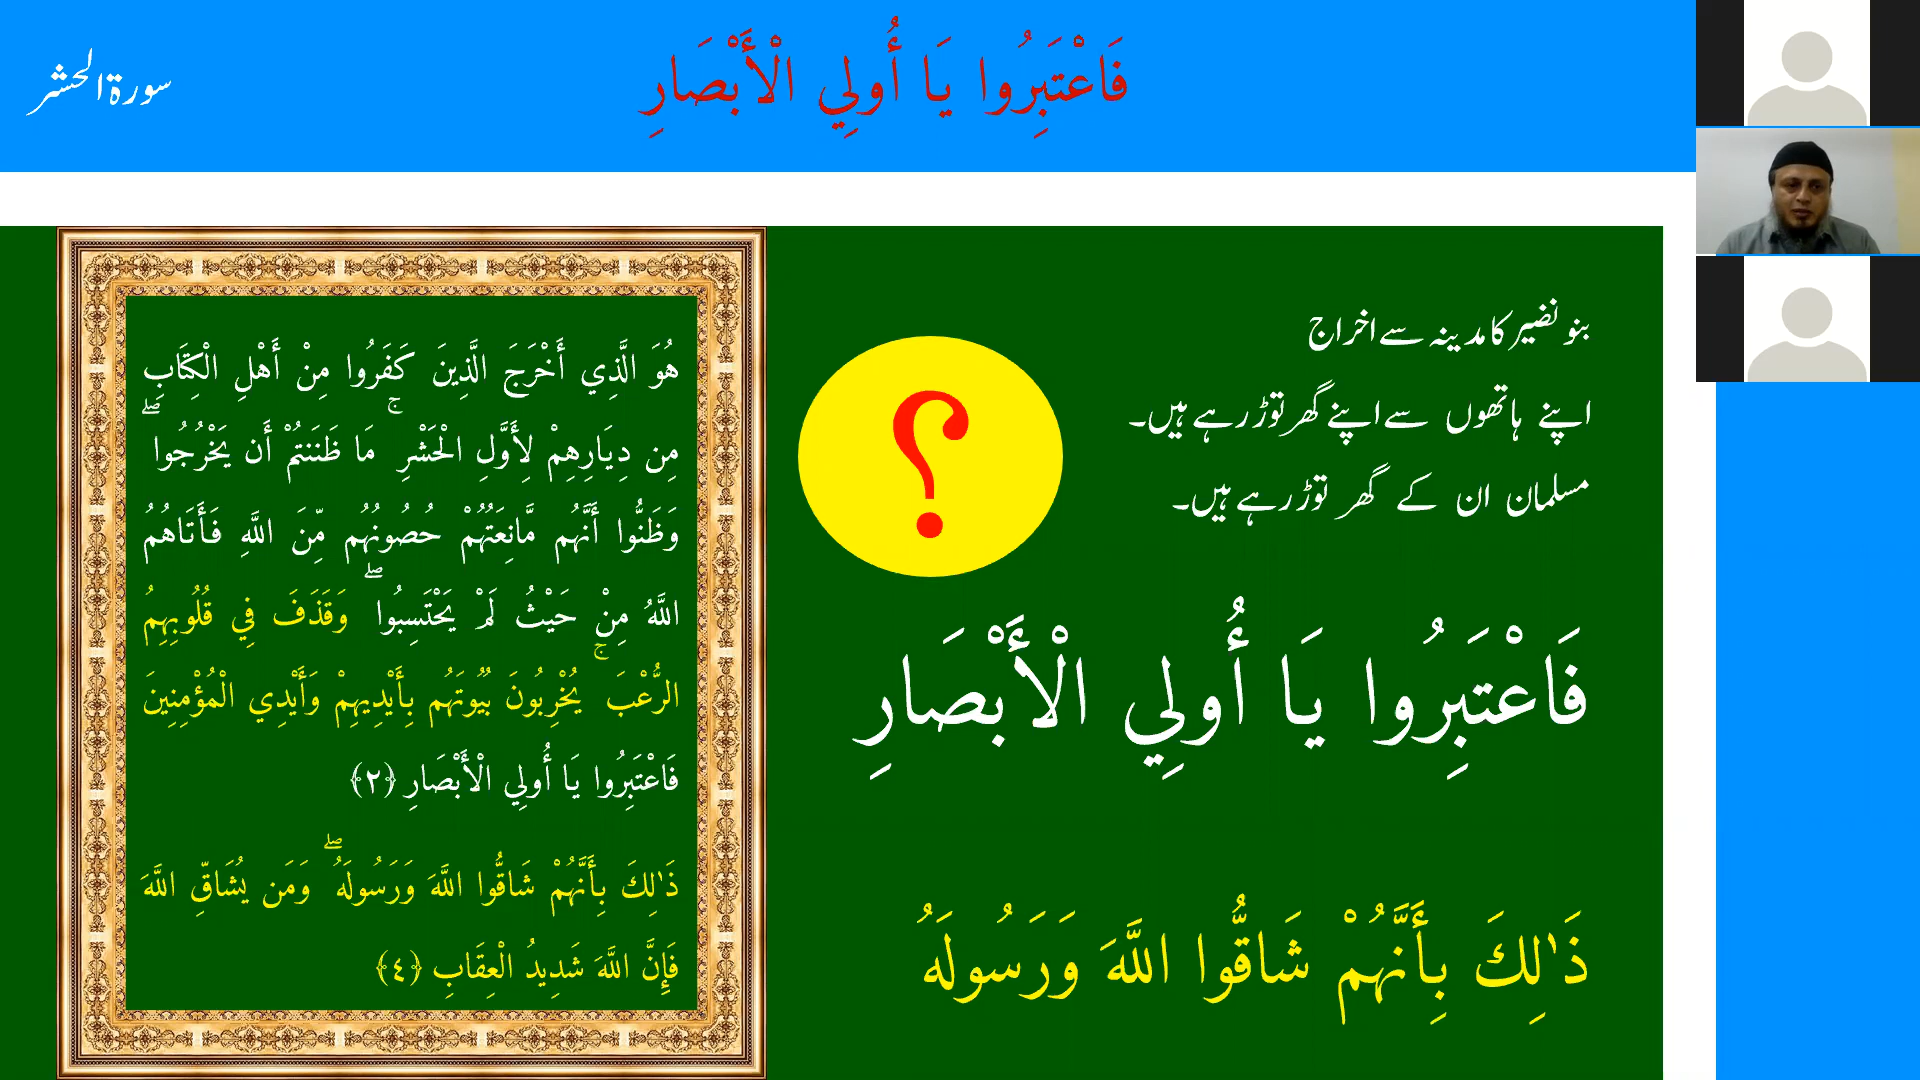 فَاعْتَبِرُوا يَا أُولِي الْأَبْصَارِ
سورة الحشر
بنو نضیر کا مدینہ سے اخراج
اپنے ہاتھوں سے اپنے گھر توڑ رہے ہیں۔
مسلمان ان کے گھر توڑ رہے ہیں۔
؟
فَاعْتَبِرُوا يَا أُولِي الْأَبْصَارِ
ذَٰلِكَ بِأَنَّهُمْ شَاقُّوا اللَّهَ وَرَسُولَهُ
هُوَ الَّذِي أَخْرَجَ الَّذِينَ كَفَرُوا مِنْ أَهْلِ الْكِتَابِ
مِن دِيَارِهِمْ لِأَوَّلِ الْحَشْرِ ۚ مَا ظَنَنتُمْ أَن يَخْرُجُوا ۖ
وَظَنُّوا أَنَّهُم مَّانِعَتُهُمْ حُصُونُهُم مِّنَ اللَّهِ فَأَتَاهُمُ
اللَّهُ مِنْ حَيْثُ لَمْ يَحْتَسِبُوا ۖ وَقَذَفَ فِي قُلُوبِهِمُ
الرُّعْبَ ۚ يُخْرِبُونَ بُيُوتَهُم بِأَيْدِيهِمْ وَأَيْدِي الْمُؤْمِنِينَ
فَاعْتَبِرُوا يَا أُولِي الْأَبْصَارِ ﴿٢﴾
ذَٰلِكَ بِأَنَّهُمْ شَاقُّوا اللَّهَ وَرَسُولَهُ ۖ وَمَن يُشَاقِّ اللَّهَ
فَإِنَّ اللَّهَ شَدِيدُ الْعِقَابِ ﴿٤﴾